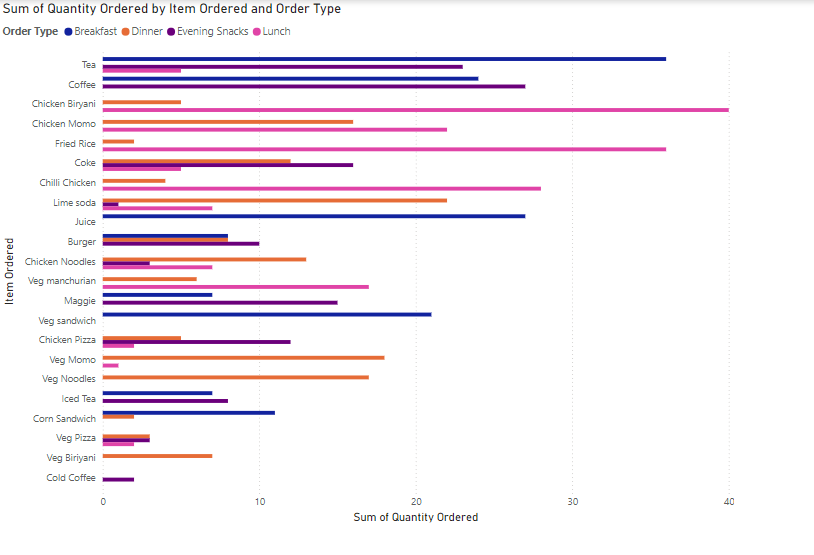 Sum of Quantity Ordered by Item Ordered and Order Type
Order Type Breakfast Dinner Evening Snacks Lunch
Tea
Coffee
Chicken Biryani
Chicken Momo
Fried Rice
Coke
Chilli Chicken
Lime soda
Juice
Burger
Chicken Noodles
Veg manchurian
Maggie
Veg sandwich
Chicken Pizza
Veg Momo
Veg Noodles
Iced Tea
Corn Sandwich
Veg Pizza
Veg Biriyani
Cold Coffee
Item Ordered
0 10 20 30 40
Sum of Quantity Ordered